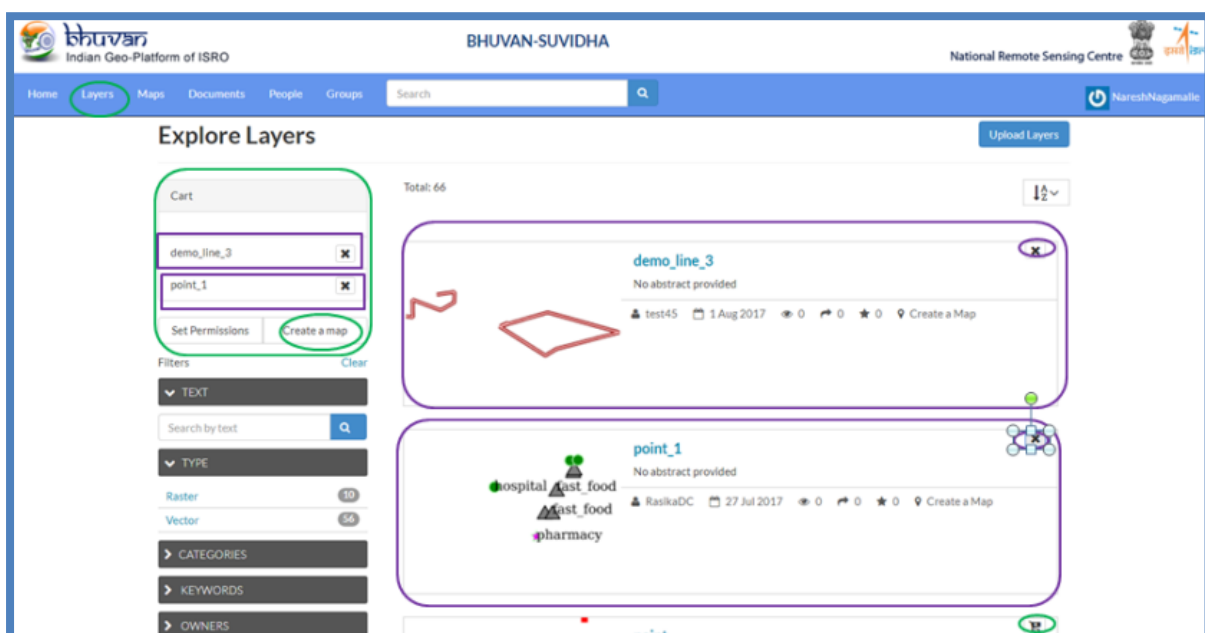 bhuvan
Indian Geo-Platform of ISRO
BHUVAN-SUVIDHA
National Remote Sensing Centre
इसरो isro
Home Layers Maps Documents People Groups Search NareshNagamalle
Explore Layers
Upload Layers
Cart
Total: 66
demo_line_3
point_1
Set Permissions Create a map
Filters Clear
TEXT
Search by text
TYPE
Raster 10
Vector 56
CATEGORIES
KEYWORDS
OWNERS
demo_line_3
No abstract provided
test45 1 Aug 2017 0 0 0 Create a Map
point_1
No abstract provided
RasikaDC 27 Jul 2017 0 0 0 Create a Map
hospital fast_food
fast_food
pharmacy